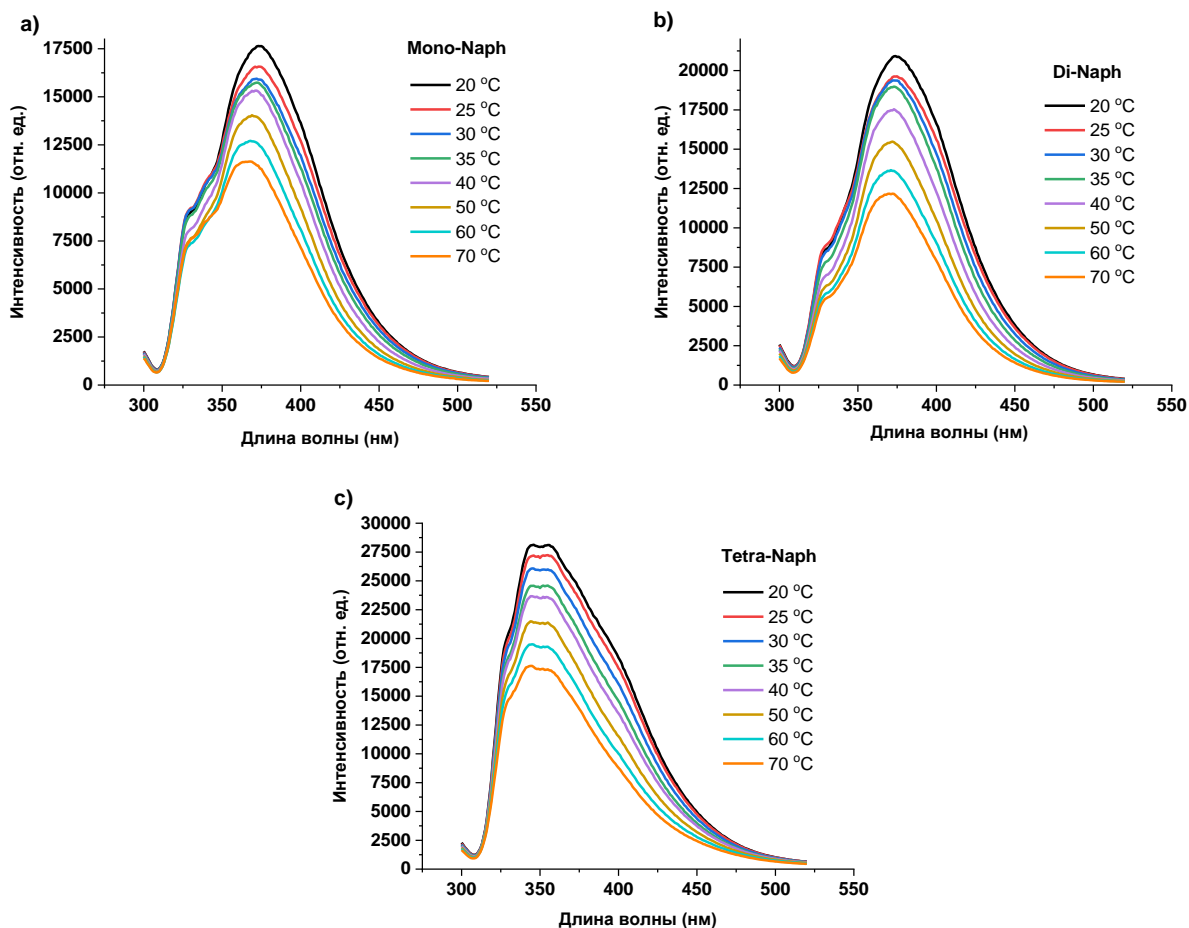 a)
Mono-Naph
20 °C
25 °C
30 °C
35 °C
40 °C
50 °C
60 °C
70 °C
17500
15000
12500
10000
7500
5000
2500
0
300
350
400
450
500
550
Интенсивность (отн. ед.)
Длина волны (нм)
b)
Di-Naph
20 °C
25 °C
30 °C
35 °C
40 °C
50 °C
60 °C
70 °C
20000
17500
15000
12500
10000
7500
5000
2500
0
300
350
400
450
500
550
Интенсивность (отн. ед.)
Длина волны (нм)
c)
Tetra-Naph
20 °C
25 °C
30 °C
35 °C
40 °C
50 °C
60 °C
70 °C
30000
27500
25000
22500
20000
17500
15000
12500
10000
7500
5000
2500
0
300
350
400
450
500
550
Интенсивность (отн. ед.)
Длина волны (нм)